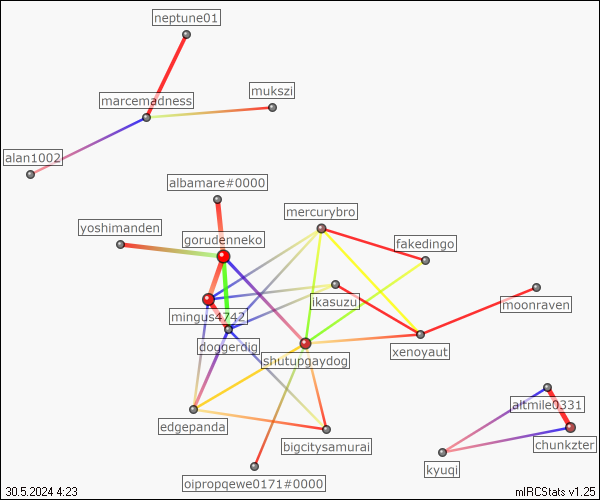 neptune01
mukszi
marcemadness
alan1002
albamare#0000
mercurybro
yoshimanden
gorudenneko
fakedingo
ikasuzu
moonraven
mingus4742
doggerdig
shutupgaydog
xenoyaut
altmile0331
edgepanda
bigcitysamurai
chunkzter
kyuqi
oipropqewe0171#0000
30.5.2024 4:23
mIRCStats v1.25